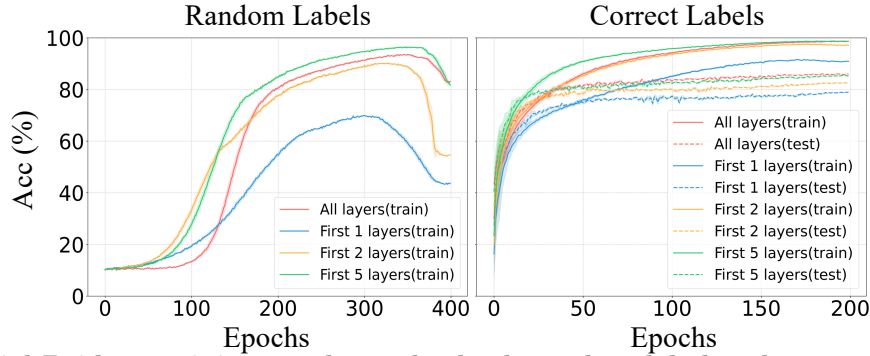 Random Labels
Correct Labels
Acc (%)
100
80
60
40
20
0
0
100
200
300
400
Epochs
All layers(train)
First 1 layers(train)
First 2 layers(train)
First 5 layers(train)
0
50
100
150
200
Epochs
All layers(train)
All layers(test)
First 1 layers(train)
First 1 layers(test)
First 2 layers(train)
First 2 layers(test)
First 5 layers(train)
First 5 layers(test)